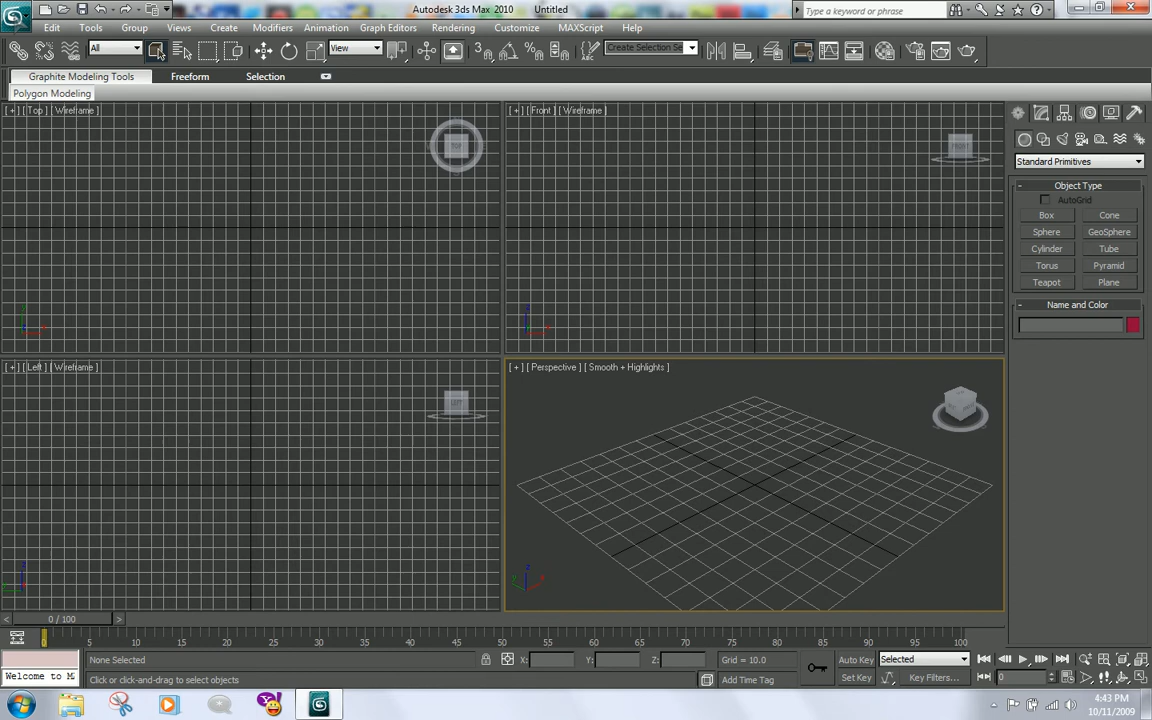 Autodesk 3ds Max 2010 Untitled
Type a keyword or phrase
Edit Tools Group Views Create Modifiers Animation Graph Editors Rendering Customize MAXScript Help
All View 3 Create Selection Se
Graphite Modeling Tools Freeform Selection
Polygon Modeling
[ + ] [ Top ] [ Wireframe ]
TOP
[ + ] [ Front ] [ Wireframe ]
FRONT
Standard Primitives
- Object Type
AutoGrid
Box Cone
Sphere GeoSphere
Cylinder Tube
Torus Pyramid
Teapot Plane
- Name and Color
[ + ] [ Left ] [ Wireframe ]
LEFT
[ + ] [ Perspective ] [ Smooth + Highlights ]
< 0 / 100 >
0 5 10 15 20 25 30 35 40 45 50 55 60 65 70 75 80 85 90 95 100
None Selected X: Y: Z: Grid = 10.0 Auto Key Selected
Welcome to M Click or click-and-drag to select objects Add Time Tag Set Key Key Filters... 0
4:43 PM
10/11/2009